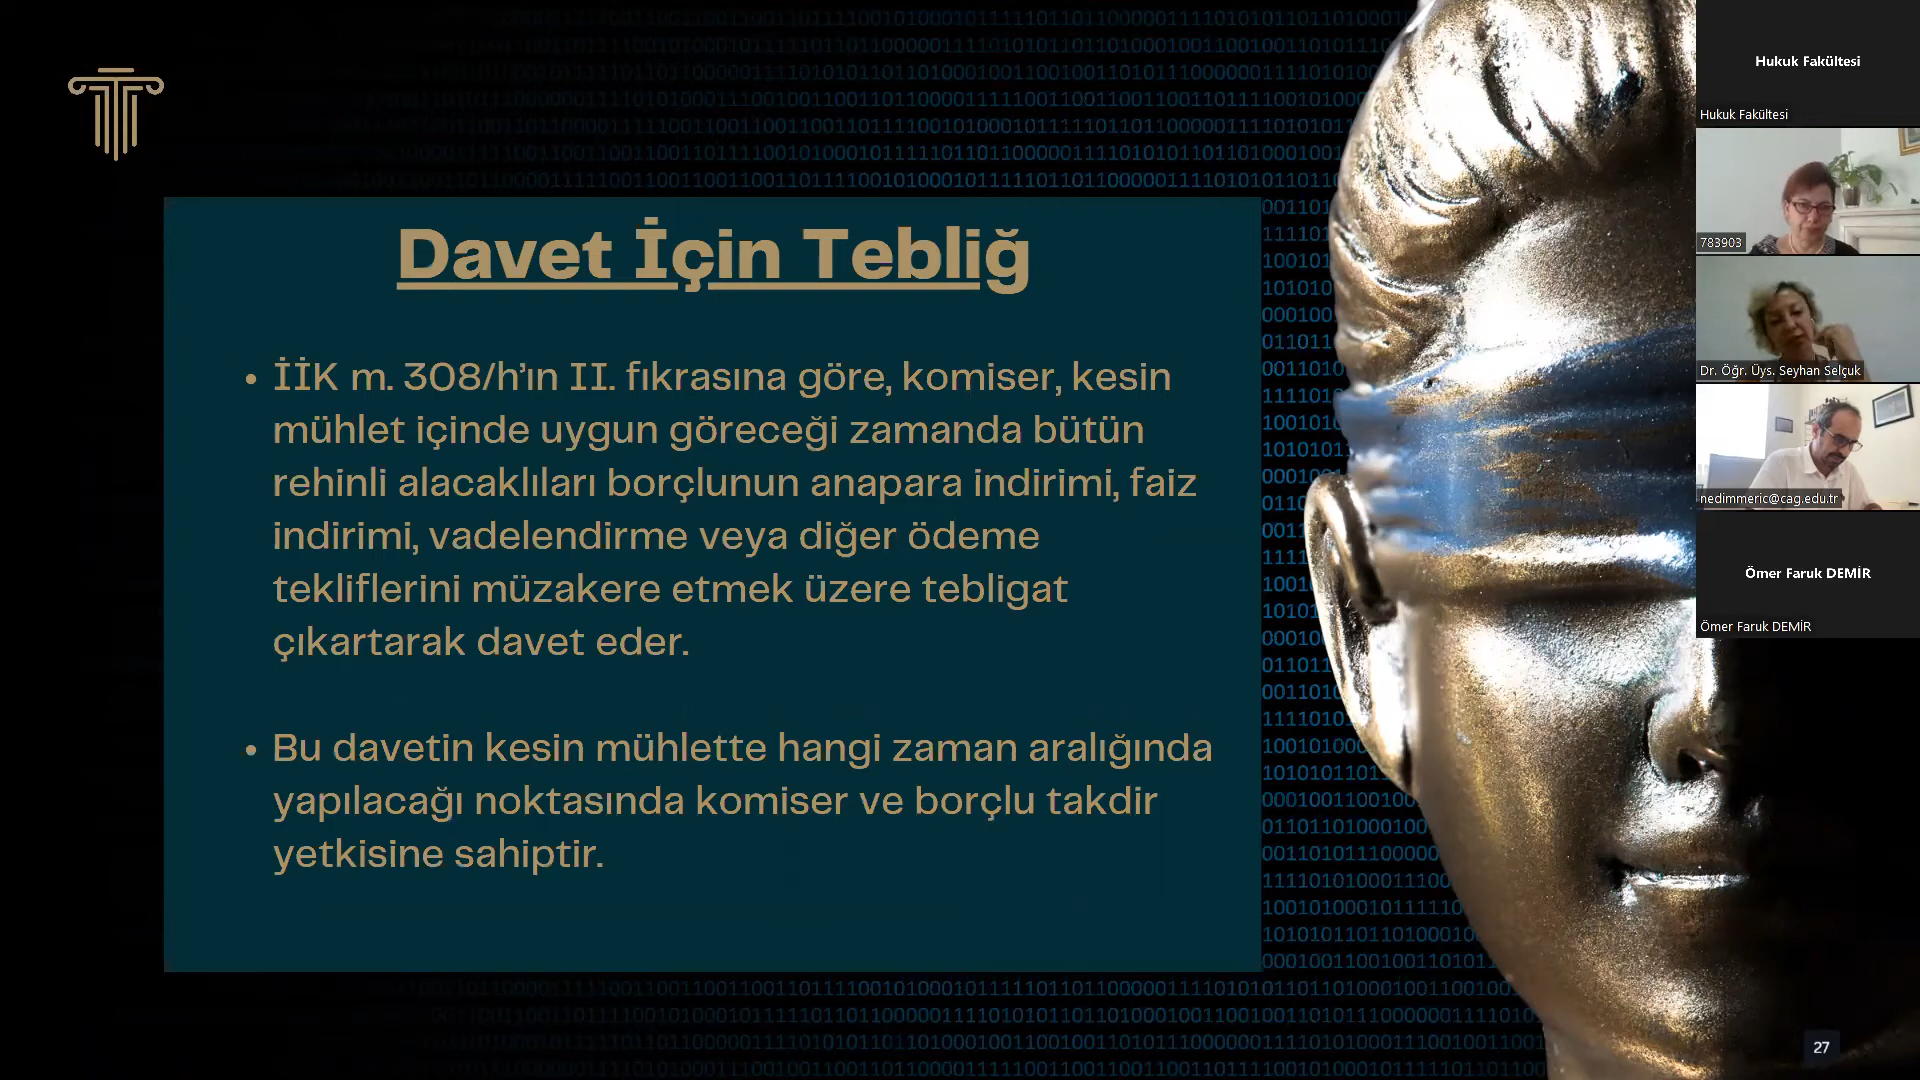 Davet İçin Tebliğ
• İİK m. 308/h'ın II. fıkrasına göre, komiser, kesin
mühlet içinde uygun göreceği zamanda bütün
rehinli alacaklıları borçlunun anapara indirimi, faiz
indirimi, vadelendirme veya diğer ödeme
tekliflerini müzakere etmek üzere tebligat
çıkartarak davet eder.
• Bu davetin kesin mühlette hangi zaman aralığında
yapılacağı noktasında komiser ve borçlu takdir
yetkisine sahiptir.
27
Hukuk Fakültesi
Hukuk Fakültesi
783903
Dr. Öğr. Üys. Seyhan Selçuk
nedimmeric@cag.edu.tr
Ömer Faruk DEMİR
Ömer Faruk DEMİR